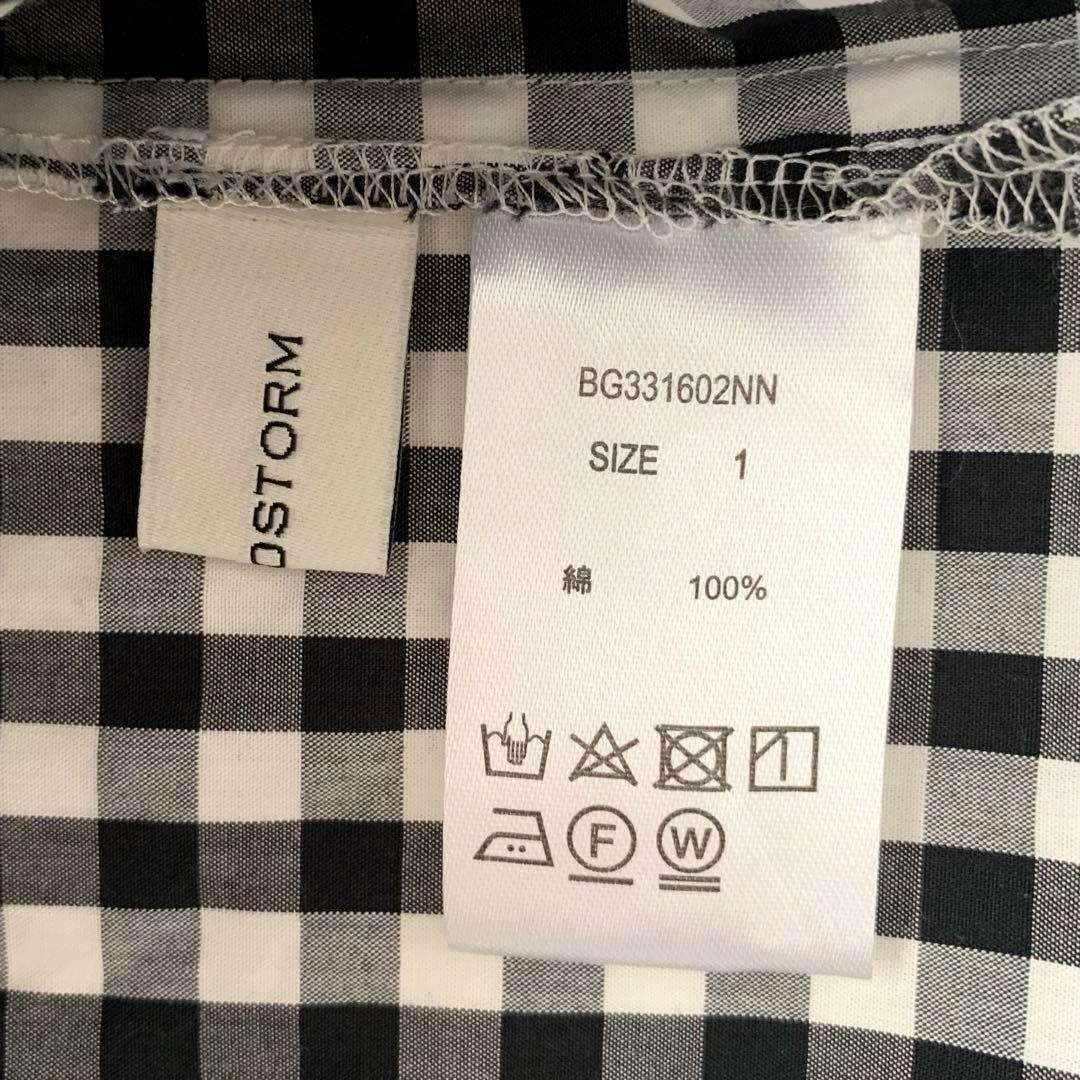 OSTORM
BG331602NN
SIZE 1
綿 100%
F W